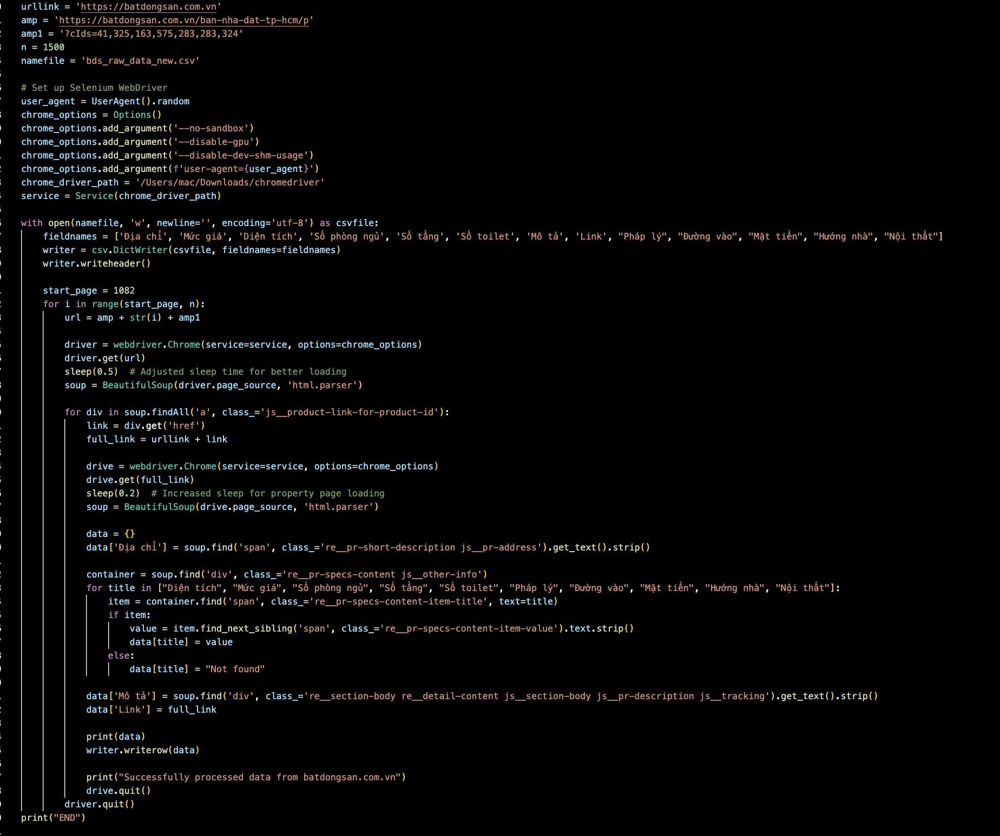 urllink = 'https://batdongsan.com.vn'
amp = 'https://batdongsan.com.vn/ban-nha-dat-tp-hcm/p'
amp1 = '?cIds=41,325,163,575,283,283,324'
n = 1500
namefile = 'bds_raw_data_new.csv'
# Set up Selenium WebDriver
user_agent = UserAgent().random
chrome_options = Options()
chrome_options.add_argument('--no-sandbox')
chrome_options.add_argument('--disable-gpu')
chrome_options.add_argument('--disable-dev-shm-usage')
chrome_options.add_argument(f'user-agent={user_agent}')
chrome_driver_path = '/Users/mac/Downloads/chromedriver'
service = Service(chrome_driver_path)
with open(namefile, 'w', newline='', encoding='utf-8') as csvfile:
fieldnames = ['Địa chỉ', 'Mức giá', 'Diện tích', 'Số phòng ngủ', 'Số tầng', 'Số toilet', 'Mô tả', 'Link', "Pháp lý", "Đường vào", "Mặt tiền", "Hướng nhà", "Nội thất"]
writer = csv.DictWriter(csvfile, fieldnames=fieldnames)
writer.writeheader()
start_page = 1082
for i in range(start_page, n):
url = amp + str(i) + amp1
driver = webdriver.Chrome(service=service, options=chrome_options)
driver.get(url)
sleep(0.5)  # Adjusted sleep time for better loading
soup = BeautifulSoup(driver.page_source, 'html.parser')
for div in soup.findAll('a', class_='js__product-link-for-product-id'):
link = div.get('href')
full_link = urllink + link
drive = webdriver.Chrome(service=service, options=chrome_options)
drive.get(full_link)
sleep(0.2)  # Increased sleep for property page loading
soup = BeautifulSoup(drive.page_source, 'html.parser')
data = {}
data['Địa chỉ'] = soup.find('span', class_='re__pr-short-description js__pr-address').get_text().strip()
container = soup.find('div', class_='re__pr-specs-content js__other-info')
for title in ["Diện tích", "Mức giá", "Số phòng ngủ", "Số tầng", "Số toilet", "Pháp lý", "Đường vào", "Mặt tiền", "Hướng nhà", "Nội thất"]:
item = container.find('span', class_='re__pr-specs-content-item-title', text=title)
if item:
value = item.find_next_sibling('span', class_='re__pr-specs-content-item-value').text.strip()
data[title] = value
else:
data[title] = "Not found"
data['Mô tả'] = soup.find('div', class_='re__section-body re__detail-content js__section-body js__pr-description js__tracking').get_text().strip()
data['Link'] = full_link
print(data)
writer.writerow(data)
print("Successfully processed data from batdongsan.com.vn")
drive.quit()
driver.quit()
print("END")